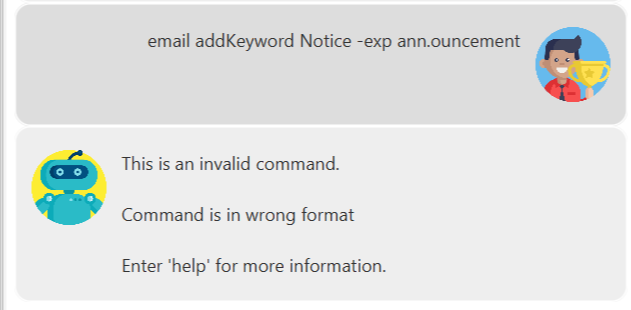 email addKeyword Notice -exp ann.ouncement
This is an invalid command.
Command is in wrong format
Enter 'help' for more information.